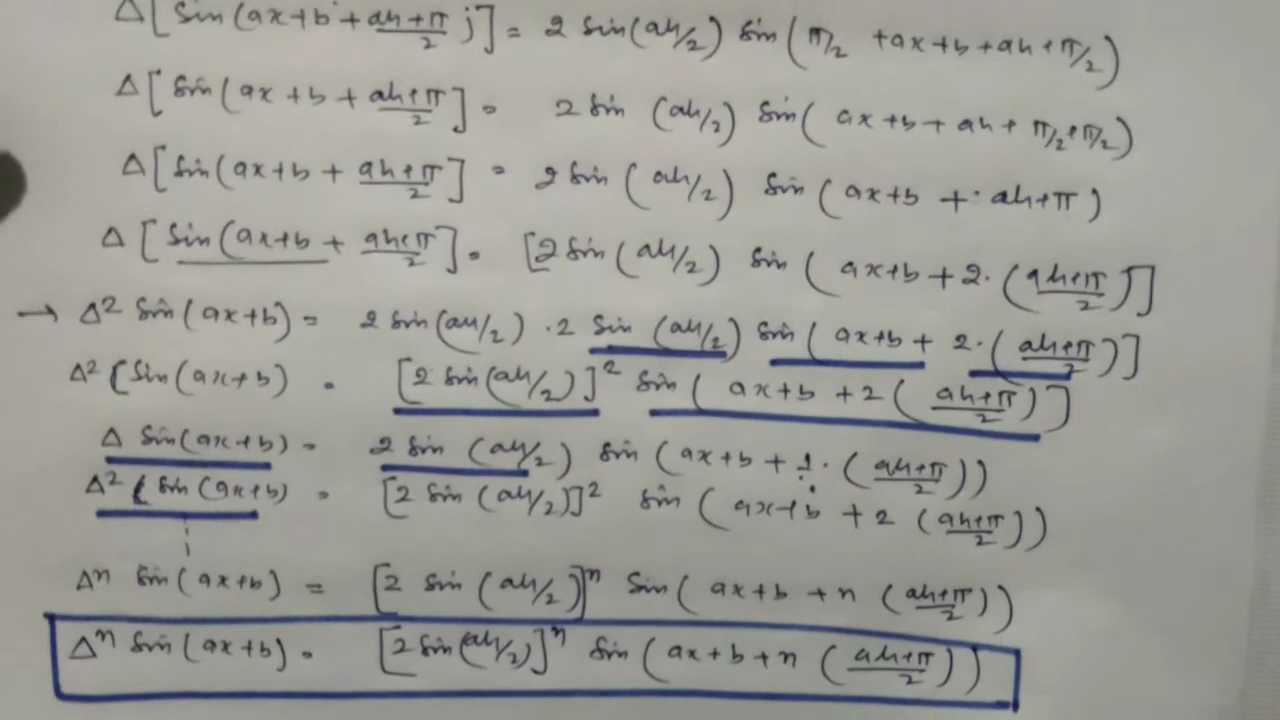 Δ[sin(ax+b+(ah+π)/2)] = 2 sin(ah/2) sin(π/2 +ax+b+ah+π/2)
Δ[sin(ax+b+(ah+π)/2] = 2 sin (ah/2) sin( ax+b+ ah+ π/2+π/2)
Δ[sin(ax+b + (ah+π)/2] = 2 sin (ah/2) sin (ax+b + ah+π)
Δ [sin(ax+b + (ah+π)/2]. = [2 sin(ah/2) sin ( ax+b+2. ((ah+π)/2)]
→ Δ² sin(ax+b) = 2 sin(ah/2) . 2 sin (ah/2) sin( ax+b+ 2.((ah+π)/2)]
Δ² [sin(ax+b) = [2 sin(ah/2)]² sin ( ax+b +2 ((ah+π)/2)]
Δ sin(ax+b) = 2 sin (ah/2) sin (ax+b + 1. ((ah+π)/2))
Δ² ( sin (ax+b) = [2 sin (ah/2)]² sin ( ax+b + 2 ((ah+π)/2))
Δⁿ sin(ax+b) = [2 sin (ah/2)]ⁿ sin( ax+b +n ((ah+π)/2))
Δⁿ sin(ax+b) = [2 sin(ah/2)]ⁿ sin (ax+b+n ((ah+π)/2))